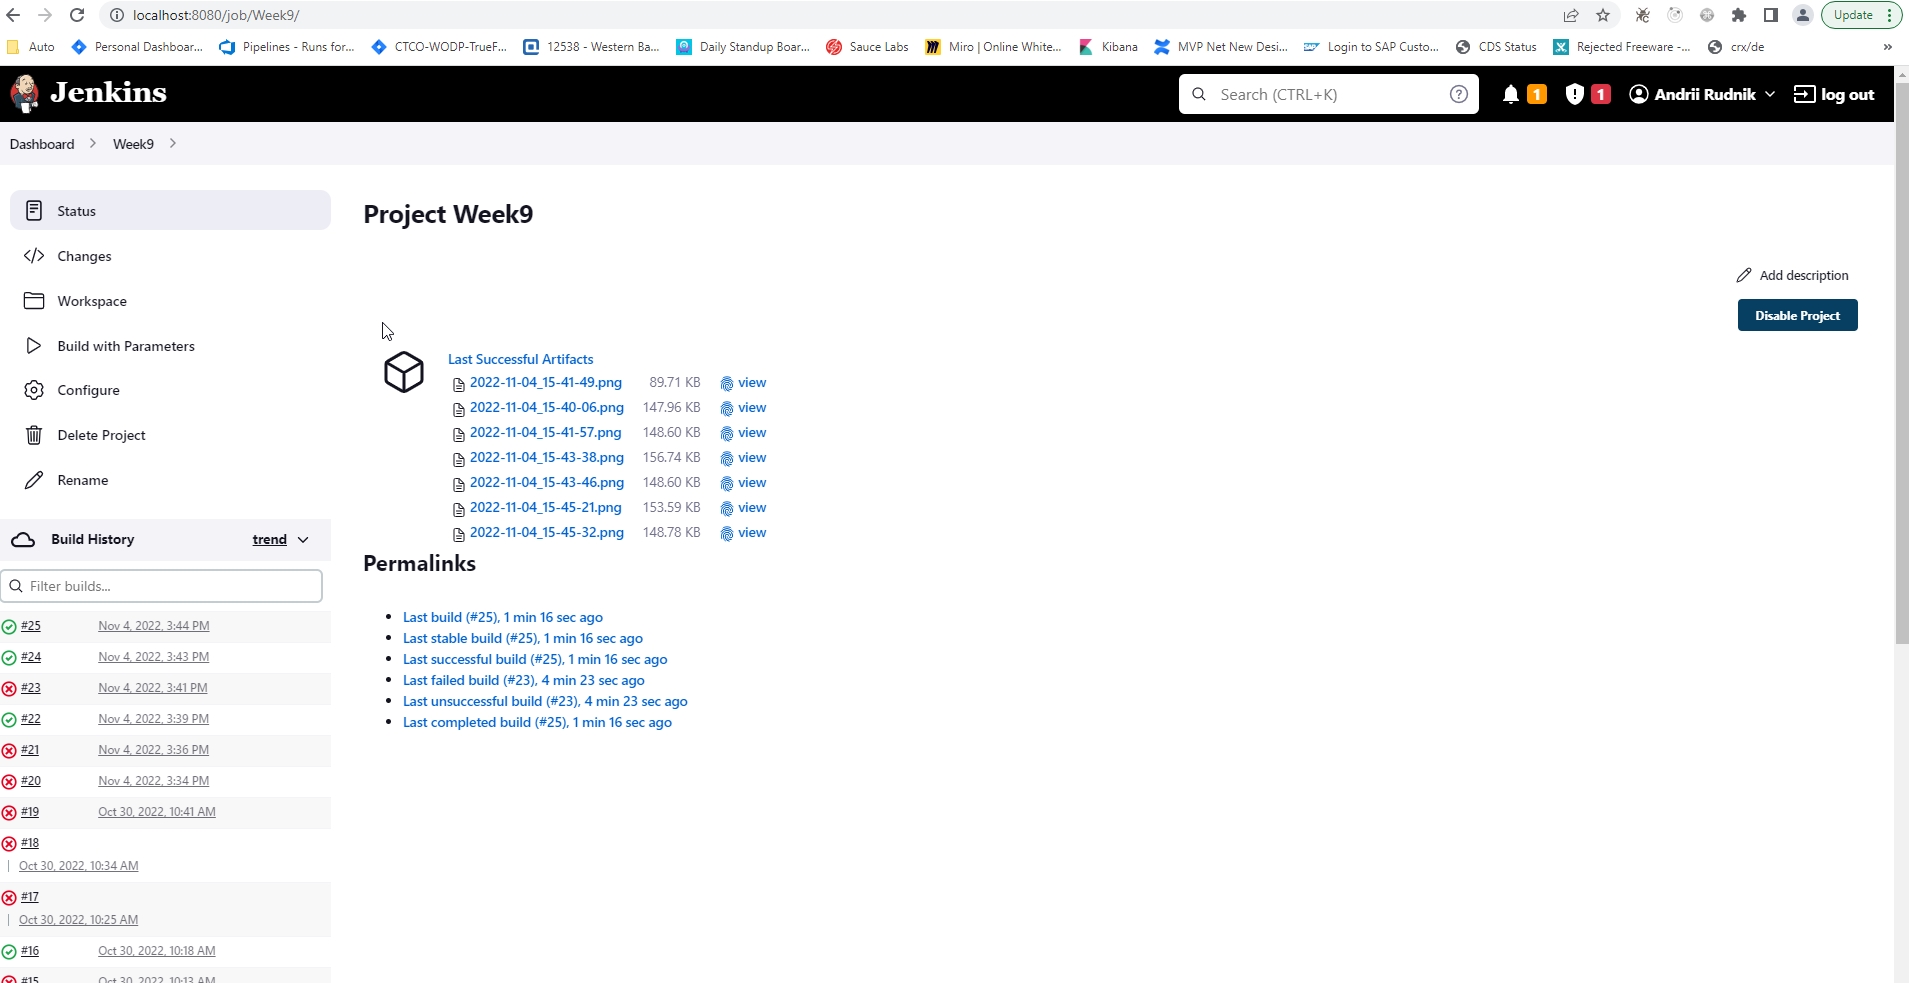 localhost:8080/job/Week9/
Update
Auto
Personal Dashboar...
Pipelines - Runs for...
CTCO-WODP-TrueF...
12538 - Western Ba...
Daily Standup Boar...
Sauce Labs
Miro | Online White...
Kibana
MVP Net New Desi...
Login to SAP Custo...
CDS Status
Rejected Freeware -...
crx/de
»
Jenkins
Search (CTRL+K)
1
1
Andrii Rudnik
log out
Dashboard
Week9
Status
Changes
Workspace
Build with Parameters
Configure
Delete Project
Rename
Build History
trend
Filter builds...
#25 Nov 4, 2022, 3:44 PM
#24 Nov 4, 2022, 3:43 PM
#23 Nov 4, 2022, 3:41 PM
#22 Nov 4, 2022, 3:39 PM
#21 Nov 4, 2022, 3:36 PM
#20 Nov 4, 2022, 3:34 PM
#19 Oct 30, 2022, 10:41 AM
#18
Oct 30, 2022, 10:34 AM
#17
Oct 30, 2022, 10:25 AM
#16 Oct 30, 2022, 10:18 AM
#15 Oct 30, 2022, 10:13 AM
Project Week9
Add description
Disable Project
Last Successful Artifacts
2022-11-04_15-41-49.png 89.71 KB view
2022-11-04_15-40-06.png 147.96 KB view
2022-11-04_15-41-57.png 148.60 KB view
2022-11-04_15-43-38.png 156.74 KB view
2022-11-04_15-43-46.png 148.60 KB view
2022-11-04_15-45-21.png 153.59 KB view
2022-11-04_15-45-32.png 148.78 KB view
Permalinks
Last build (#25), 1 min 16 sec ago
Last stable build (#25), 1 min 16 sec ago
Last successful build (#25), 1 min 16 sec ago
Last failed build (#23), 4 min 23 sec ago
Last unsuccessful build (#23), 4 min 23 sec ago
Last completed build (#25), 1 min 16 sec ago